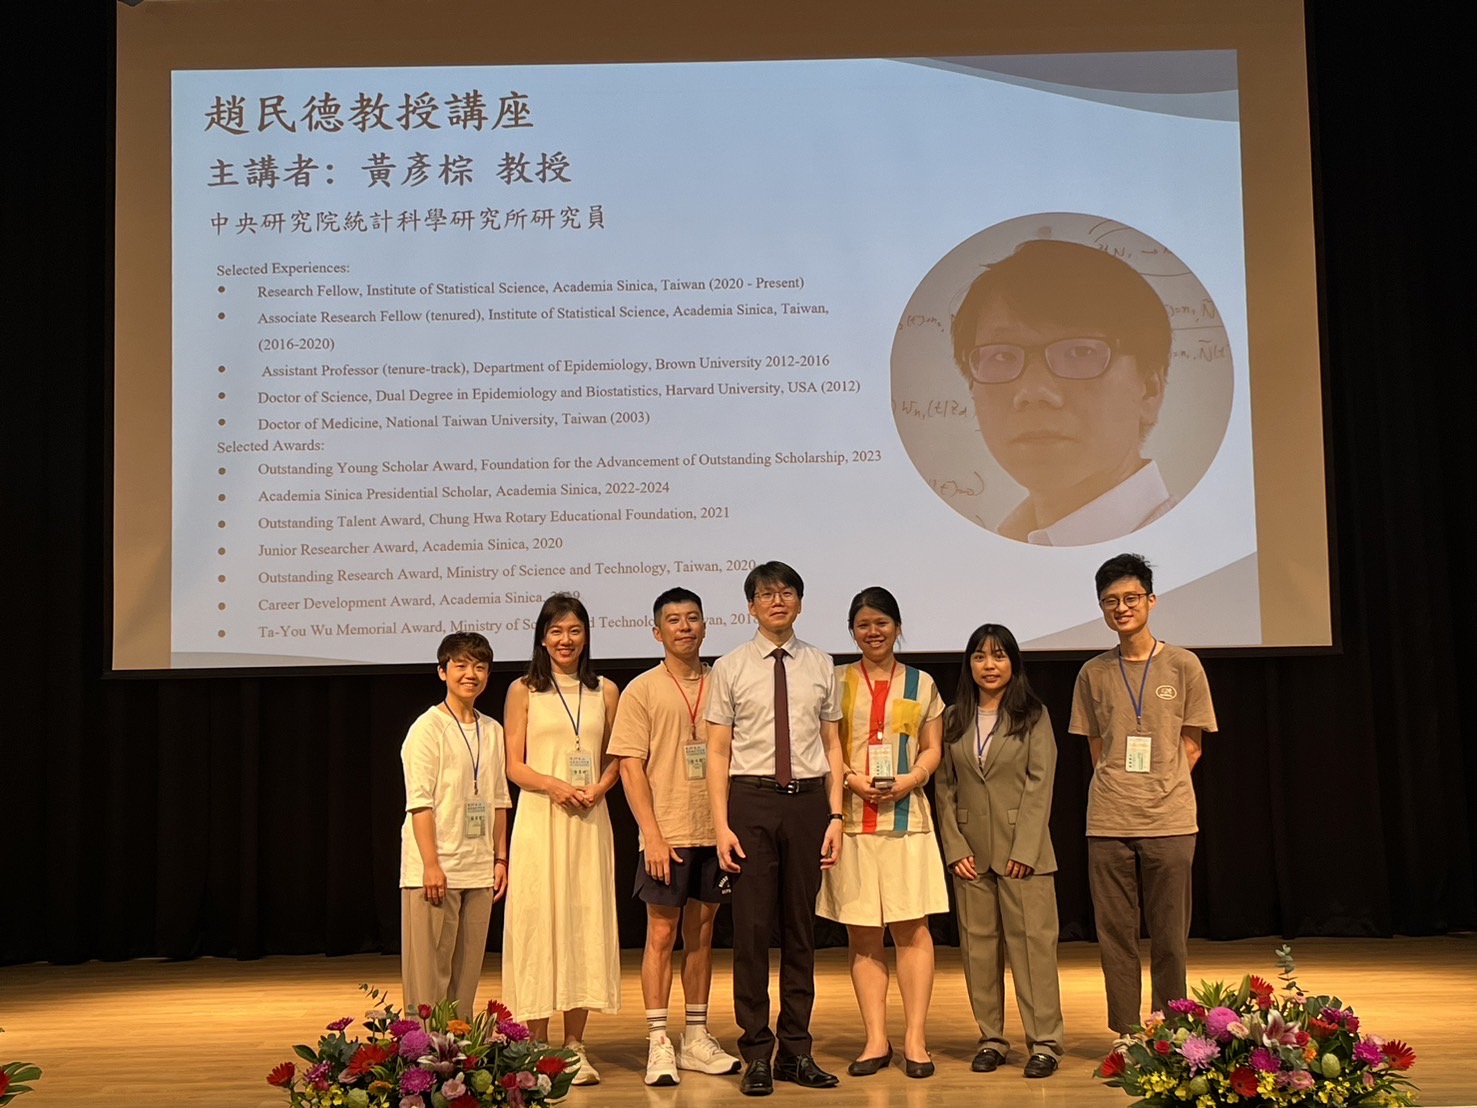 趙民德教授講座
主講者: 黃彥棕 教授
中央研究院統計科學研究所研究員
Selected Experiences:
• Research Fellow, Institute of Statistical Science, Academia Sinica, Taiwan (2020 - Present)
• Associate Research Fellow (tenured), Institute of Statistical Science, Academia Sinica, Taiwan,
(2016-2020)
• Assistant Professor (tenure-track), Department of Epidemiology, Brown University 2012-2016
• Doctor of Science, Dual Degree in Epidemiology and Biostatistics, Harvard University, USA (2012)
• Doctor of Medicine, National Taiwan University, Taiwan (2003)
Selected Awards:
• Outstanding Young Scholar Award, Foundation for the Advancement of Outstanding Scholarship, 2023
• Academia Sinica Presidential Scholar, Academia Sinica, 2022-2024
• Outstanding Talent Award, Chung Hwa Rotary Educational Foundation, 2021
• Junior Researcher Award, Academia Sinica, 2020
• Outstanding Research Award, Ministry of Science and Technology, Taiwan, 2020
• Career Development Award, Academia Sinica,
• Ta-You Wu Memorial Award, Ministry of